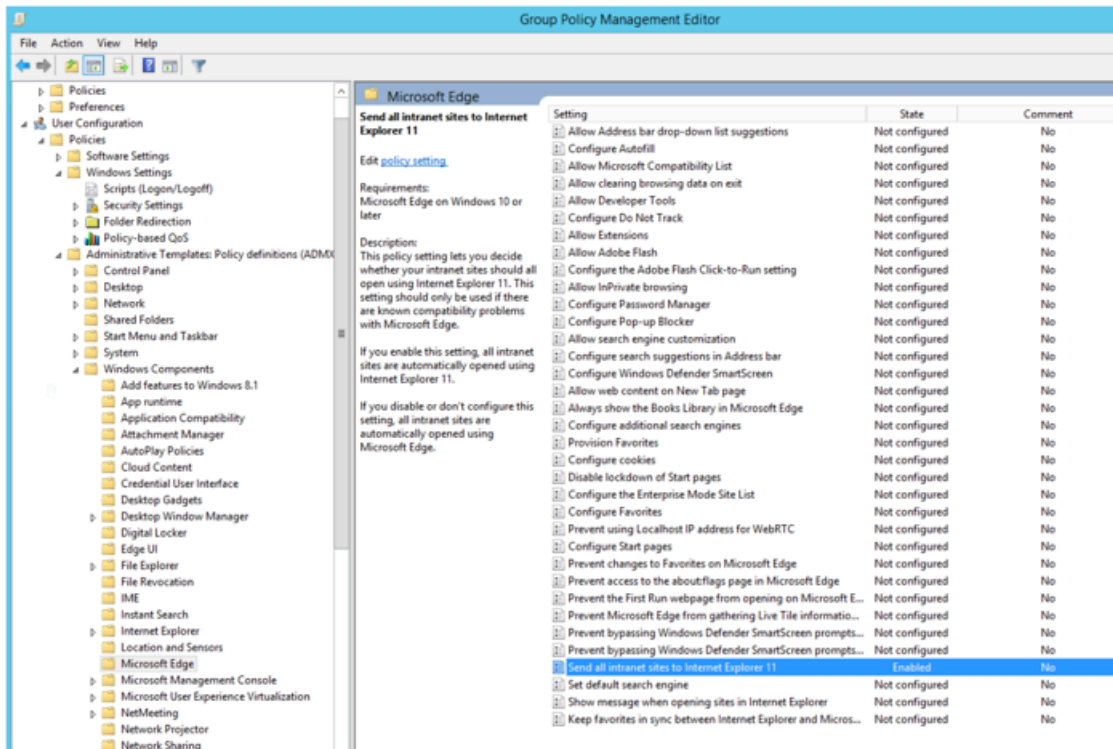 Group Policy Management Editor
File Action View Help
Policies
Preferences
User Configuration
Policies
Software Settings
Windows Settings
Scripts (Logon/Logoff)
Security Settings
Folder Redirection
Policy-based QoS
Administrative Templates: Policy definitions (ADMX
Control Panel
Desktop
Network
Shared Folders
Start Menu and Taskbar
System
Windows Components
Add features to Windows 8.1
App runtime
Application Compatibility
Attachment Manager
AutoPlay Policies
Cloud Content
Credential User Interface
Desktop Gadgets
Desktop Window Manager
Digital Locker
Edge UI
File Explorer
File Revocation
IME
Instant Search
Internet Explorer
Location and Sensors
Microsoft Edge
Microsoft Management Console
Microsoft User Experience Virtualization
NetMeeting
Network Projector
Network Sharing
Microsoft Edge
Send all intranet sites to Internet
Explorer 11
Edit policy setting
Requirements:
Microsoft Edge on Windows 10 or
later
Description:
This policy setting lets you decide
whether your intranet sites should all
open using Internet Explorer 11. This
setting should only be used if there
are known compatibility problems
with Microsoft Edge.
If you enable this setting, all intranet
sites are automatically opened using
Internet Explorer 11.
If you disable or don't configure this
setting, all intranet sites are
automatically opened using
Microsoft Edge.
Setting State Comment
Allow Address bar drop-down list suggestions Not configured No
Configure Autofill Not configured No
Allow Microsoft Compatibility List Not configured No
Allow clearing browsing data on exit Not configured No
Allow Developer Tools Not configured No
Configure Do Not Track Not configured No
Allow Extensions Not configured No
Allow Adobe Flash Not configured No
Configure the Adobe Flash Click-to-Run setting Not configured No
Allow InPrivate browsing Not configured No
Configure Password Manager Not configured No
Configure Pop-up Blocker Not configured No
Allow search engine customization Not configured No
Configure search suggestions in Address bar Not configured No
Configure Windows Defender SmartScreen Not configured No
Allow web content on New Tab page Not configured No
Always show the Books Library in Microsoft Edge Not configured No
Configure additional search engines Not configured No
Provision Favorites Not configured No
Configure cookies Not configured No
Disable lockdown of Start pages Not configured No
Configure the Enterprise Mode Site List Not configured No
Configure Favorites Not configured No
Prevent using Localhost IP address for WebRTC Not configured No
Configure Start pages Not configured No
Prevent changes to Favorites on Microsoft Edge Not configured No
Prevent access to the about:flags page in Microsoft Edge Not configured No
Prevent the First Run webpage from opening on Microsoft E... Not configured No
Prevent Microsoft Edge from gathering Live Tile informatio... Not configured No
Prevent bypassing Windows Defender SmartScreen prompts... Not configured No
Prevent bypassing Windows Defender SmartScreen prompts... Not configured No
Send all intranet sites to Internet Explorer 11 Enabled No
Set default search engine Not configured No
Show message when opening sites in Internet Explorer Not configured No
Keep favorites in sync between Internet Explorer and Micros... Not configured No